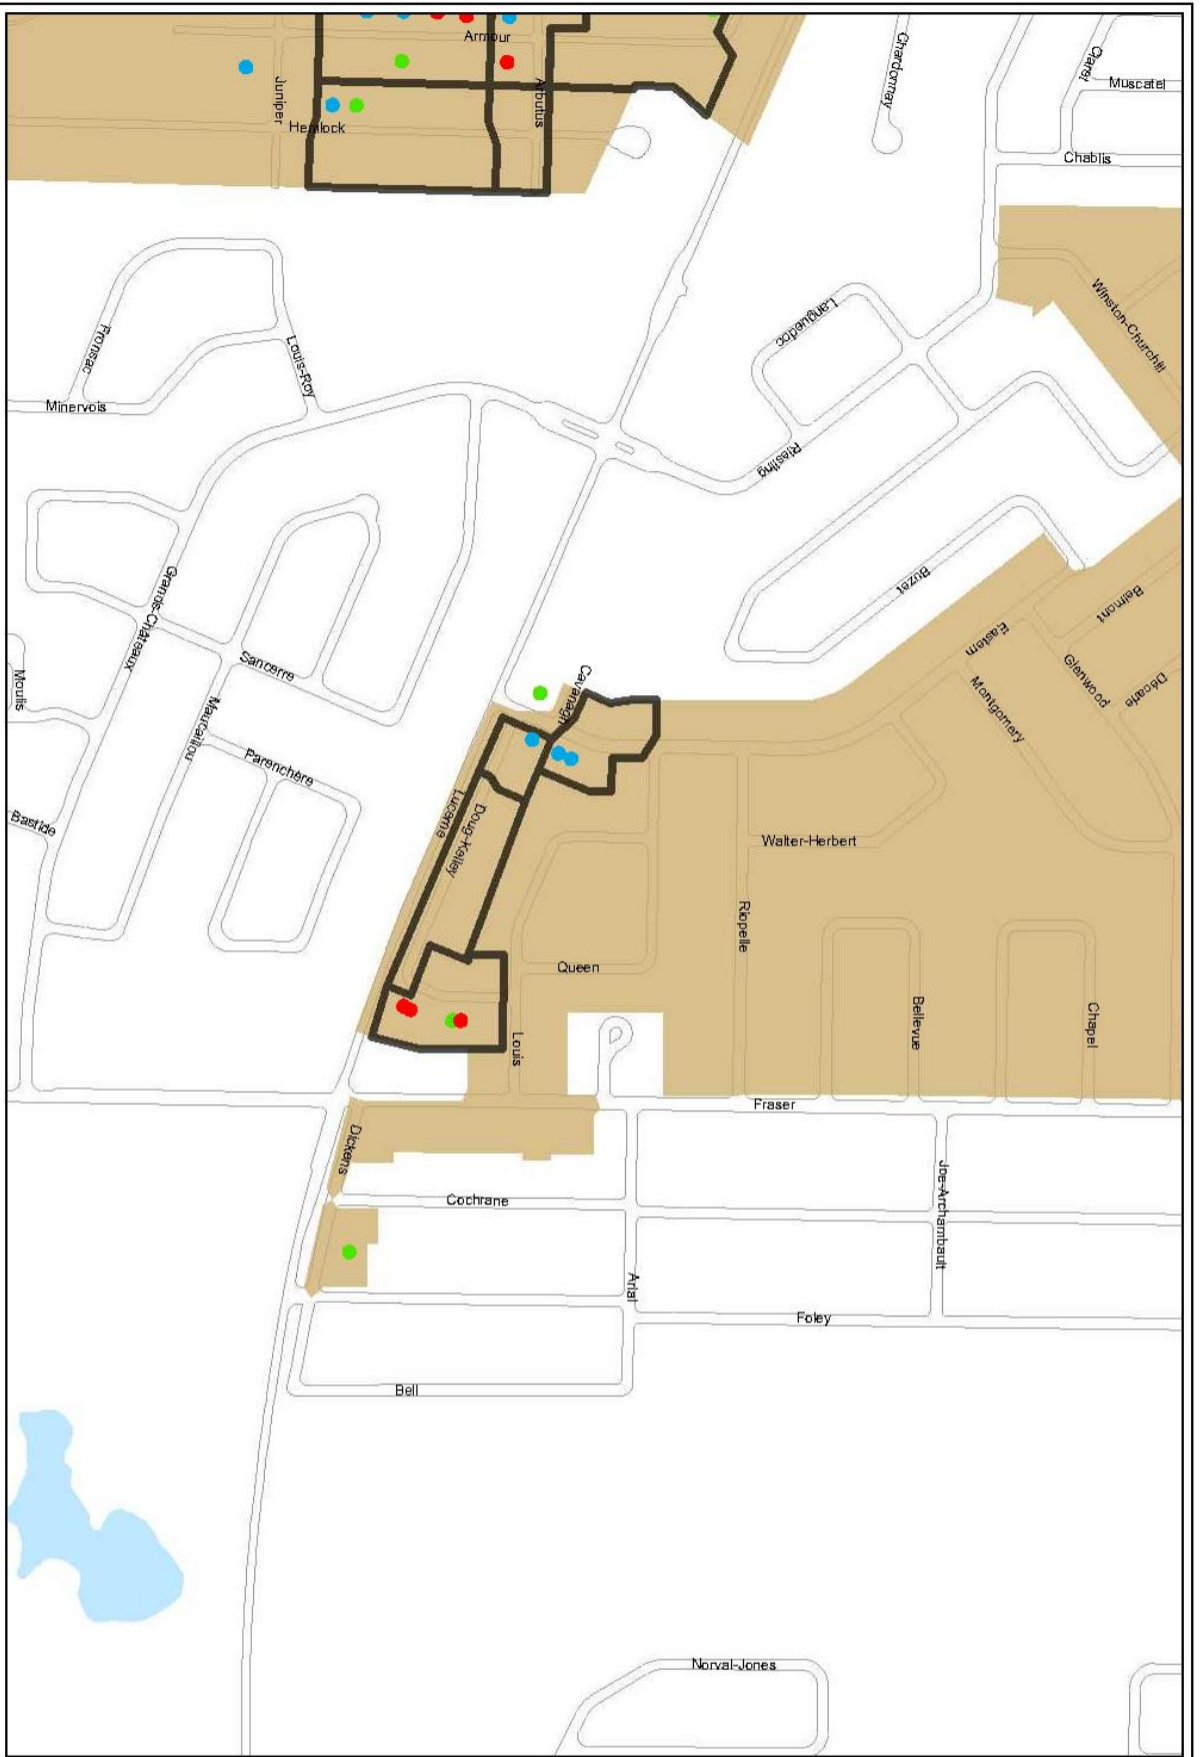 Armour
Chardonnay
Claret
Muscatel
Juniper
Arbutus
Hemlock
Chablis
Winston-Churchill
Languedoc
Fronsac
Louis-Roy
Minervois
Riesling
Grands-Châteaux
Buzet
Belmont
Eastern
Sancerre
Glenwood
Moulis
Cavanagh
Décarie
Montgomery
Maucaillou
Parenchère
Lucerne
Doug-Kelley
Bastide
Walter-Herbert
Riopelle
Queen
Bellevue
Chapel
Louis
Fraser
Dickens
Joe-Archambault
Cochrane
Arial
Foley
Bell
Norval-Jones